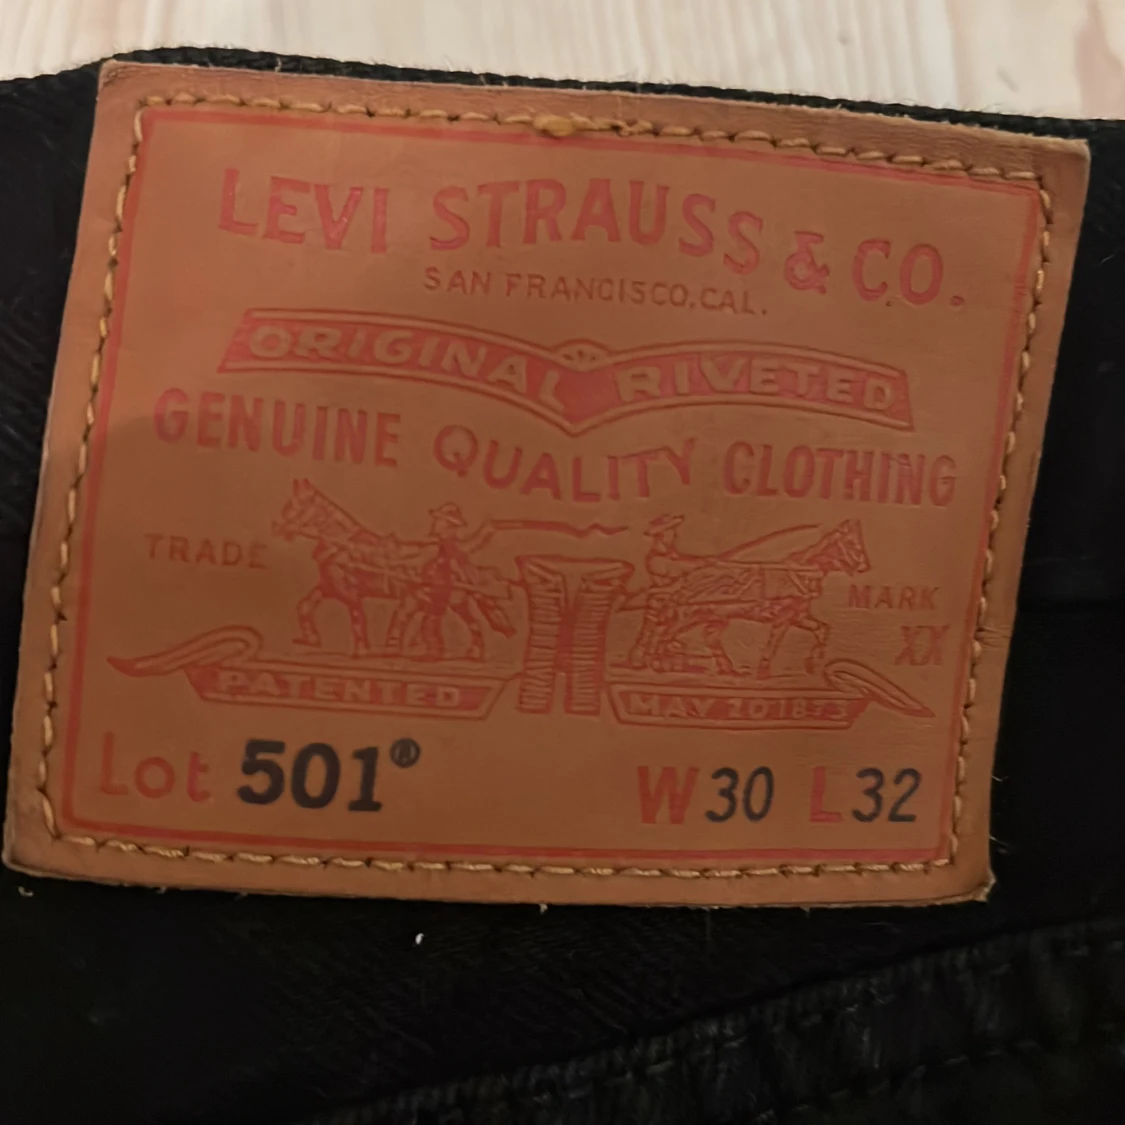 LEVI STRAUSS & CO.
SAN FRANCISCO, CAL.
ORIGINAL RIVETED
GENUINE QUALITY CLOTHING
TRADE MARK
XX
PATENTED MAY 20 1873
Lot 501® W30 L32